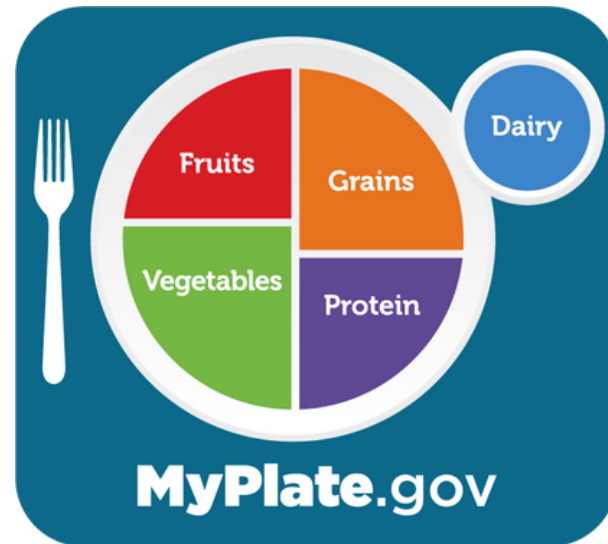 Fruits
Grains
Dairy
Vegetables
Protein
MyPlate.gov